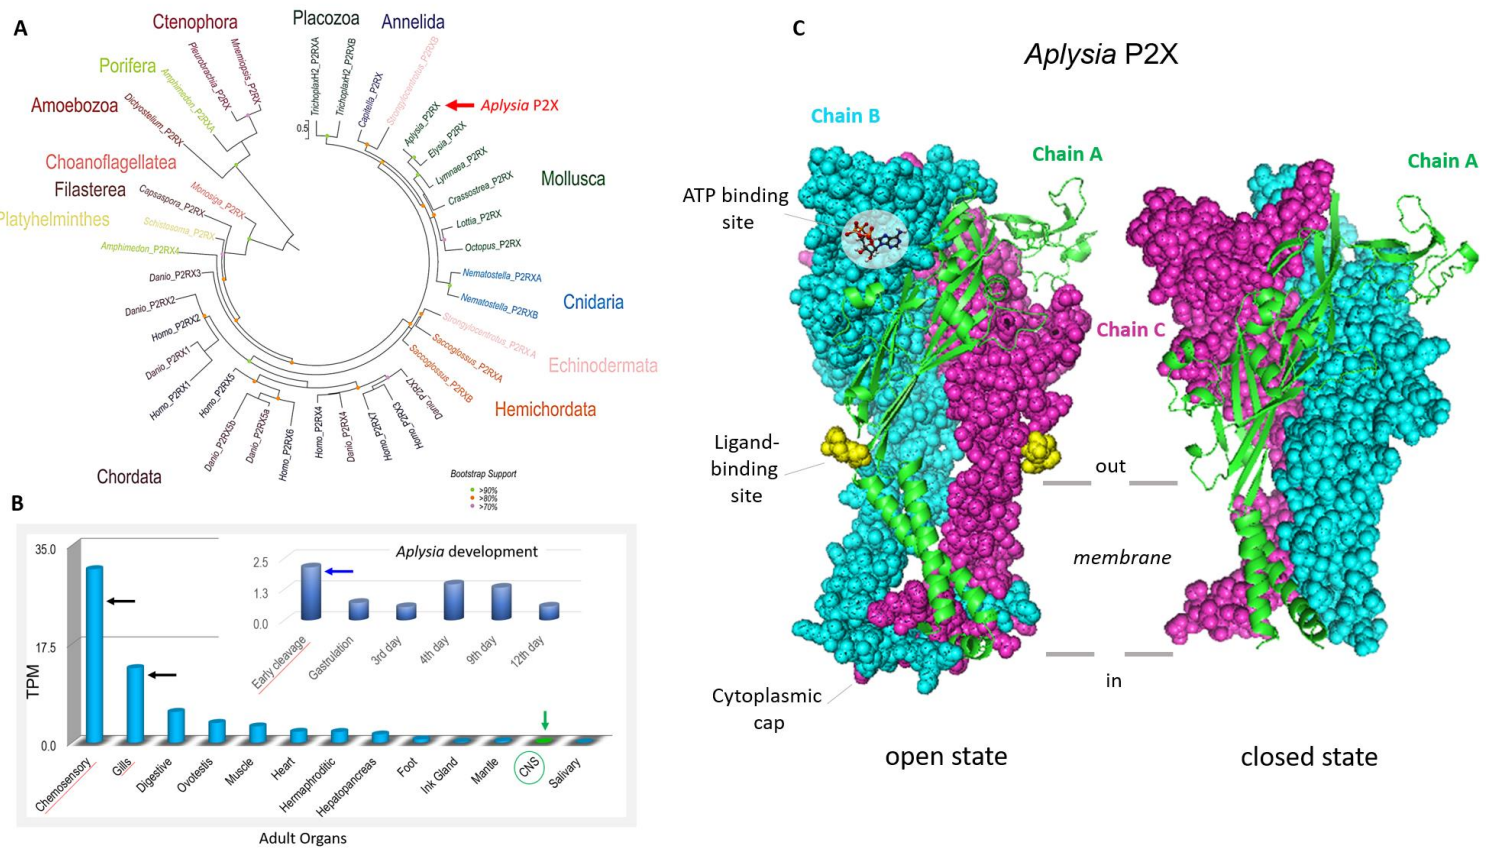 A
Ctenophora
Placozoa
Annelida
Porifera
Amoebozoa
Choanoflagellatea
Filasterea
Platyhelminthes
Mollusca
Cnidaria
Echinodermata
Hemichordata
Chordata
Dictyostelium_P2RX
Amphimedon_P2RXA
Pleurobrachia_P2RX
Mnemiopsis_P2RX
0.5
TrichoplaxH2_P2RXA
TrichoplaxH2_P2RXB
Capitella_P2RX
Strongylocentrotus_P2RXB
Aplysia_P2RX
Aplysia P2X
Elysia_P2RX
Lymnaea_P2RX
Crassostrea_P2RX
Lottia_P2RX
Octopus_P2RX
Nematostella_P2RXA
Nematostella_P2RXB
Strongylocentrotus_P2RXA
Saccoglossus_P2RXA
Saccoglossus_P2RXB
Danio_P2RX7
Homo_P2RX3
Homo_P2RX7
Danio_P2RX4
Homo_P2RX4
Homo_P2RX6
Danio_P2RX5a
Danio_P2RX5b
Homo_P2RX5
Homo_P2RX1
Danio_P2RX1
Homo_P2RX2
Danio_P2RX2
Danio_P2RX3
Amphimedon_P2RXA
Schistosoma_P2RX
Capsaspora_P2RX
Monosiga_P2RX
Bootstrap Support
>90%
>80%
>70%
B
35.0
17.5
0.0
TPM
Aplysia development
2.5
1.3
0.0
Early cleavage
Gastrulation
3rd day
4th day
9th day
12th day
Chemosensory
Gills
Digestive
Ovotestis
Muscle
Heart
Hermaphroditic
Hepatopancreas
Foot
Ink Gland
Mantle
CNS
Salivary
Adult Organs
C
Aplysia P2X
Chain B
Chain A
Chain A
ATP binding
site
Chain C
Ligand-
binding
site
out
membrane
in
Cytoplasmic
cap
open state
closed state